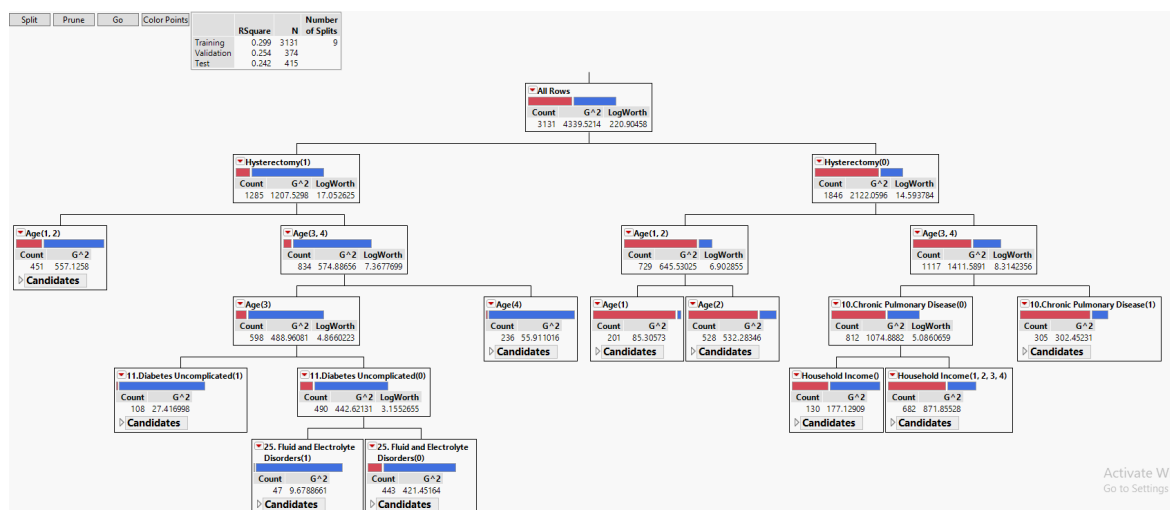 Split Prune Go Color Points
Number
RSquare N of Splits
Training 0.299 3131 9
Validation 0.254 374
Test 0.242 415
All Rows
Count G^2 LogWorth
3131 4339.5214 220.90458
Hysterectomy(1)
Count G^2 LogWorth
1285 1207.5298 17.052625
Hysterectomy(0)
Count G^2 LogWorth
1846 2122.0596 14.593784
Age(1, 2)
Count G^2
451 557.1258
Candidates
Age(3, 4)
Count G^2 LogWorth
834 574.88656 7.3677699
Age(1, 2)
Count G^2 LogWorth
729 645.53025 6.902855
Age(3, 4)
Count G^2 LogWorth
1117 1411.5891 8.3142356
Age(3)
Count G^2 LogWorth
598 488.96081 4.8660223
Age(4)
Count G^2
236 55.911016
Candidates
Age(1)
Count G^2
201 85.30573
Candidates
Age(2)
Count G^2
528 532.28346
Candidates
10.Chronic Pulmonary Disease(0)
Count G^2 LogWorth
812 1074.8882 5.0860659
10.Chronic Pulmonary Disease(1)
Count G^2
305 302.45231
Candidates
11.Diabetes Uncomplicated(1)
Count G^2
108 27.416998
Candidates
11.Diabetes Uncomplicated(0)
Count G^2 LogWorth
490 442.62131 3.1552655
Household Income()
Count G^2
130 177.12909
Candidates
Household Income(1, 2, 3, 4)
Count G^2
682 871.85528
Candidates
25. Fluid and Electrolyte
Disorders(1)
Count G^2
47 9.6788661
Candidates
25. Fluid and Electrolyte
Disorders(0)
Count G^2
443 421.45164
Candidates
Activate W
Go to Settings